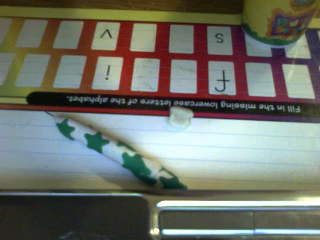 Fill in the missing lowercase letters of the alphabet.
f i
s v